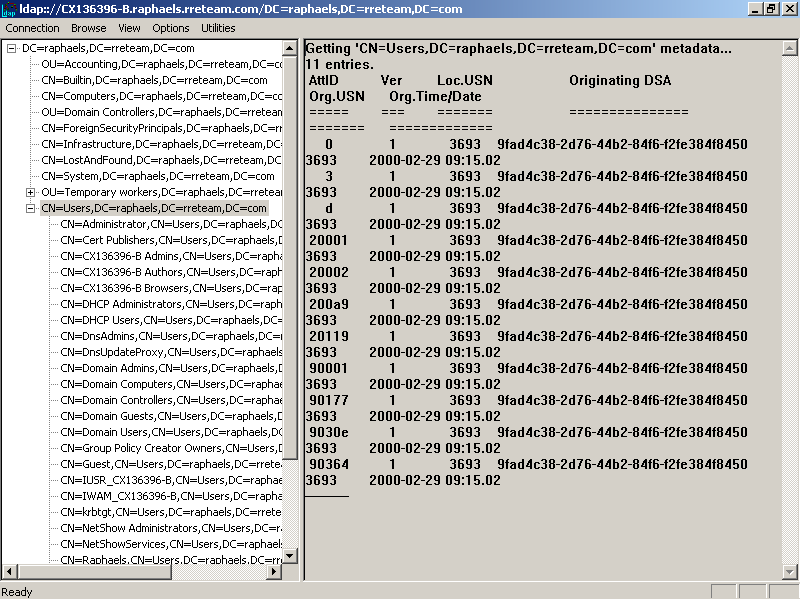 ldap://CX136396-B.raphaels.rreteam.com/DC=raphaels,DC=rreteam,DC=com
Connection Browse View Options Utilities
DC=raphaels,DC=rreteam,DC=com
OU=Accounting,DC=raphaels,DC=rreteam,DC=co
CN=Builtin,DC=raphaels,DC=rreteam,DC=com
CN=Computers,DC=raphaels,DC=rreteam,DC=cc
OU=Domain Controllers,DC=raphaels,DC=rreteam
CN=ForeignSecurityPrincipals,DC=raphaels,DC=rr
CN=Infrastructure,DC=raphaels,DC=rreteam,DC=
CN=LostAndFound,DC=raphaels,DC=rreteam,DC=
CN=System,DC=raphaels,DC=rreteam,DC=com
OU=Temporary workers,DC=raphaels,DC=rreteam
CN=Users,DC=raphaels,DC=rreteam,DC=com
CN=Administrator,CN=Users,DC=raphaels,DC
CN=Cert Publishers,CN=Users,DC=raphaels,D
CN=CX136396-B Admins,CN=Users,DC=raph
CN=CX136396-B Authors,CN=Users,DC=raph
CN=CX136396-B Browsers,CN=Users,DC=rap
CN=DHCP Administrators,CN=Users,DC=raph
CN=DHCP Users,CN=Users,DC=raphaels,DC=
CN=DnsAdmins,CN=Users,DC=raphaels,DC=r
CN=DnsUpdateProxy,CN=Users,DC=raphaels
CN=Domain Admins,CN=Users,DC=raphaels,D
CN=Domain Computers,CN=Users,DC=raphae
CN=Domain Controllers,CN=Users,DC=raphae
CN=Domain Guests,CN=Users,DC=raphaels,D
CN=Domain Users,CN=Users,DC=raphaels,DC
CN=Group Policy Creator Owners,CN=Users,D
CN=Guest,CN=Users,DC=raphaels,DC=rrete
CN=IUSR_CX136396-B,CN=Users,DC=raphae
CN=IWAM_CX136396-B,CN=Users,DC=rapha
CN=krbtgt,CN=Users,DC=raphaels,DC=rrete
CN=NetShow Administrators,CN=Users,DC=r
CN=NetShowServices,CN=Users,DC=raphaels
CN=Raphaels,CN=Users,DC=raphaels,DC=rre
Getting 'CN=Users,DC=raphaels,DC=rreteam,DC=com' metadata...
11 entries.
AttID Ver Loc.USN Originating DSA
Org.USN Org.Time/Date
===== === ======= ===============
======= =============
0 1 3693 9fad4c38-2d76-44b2-84f6-f2fe384f8450
3693 2000-02-29 09:15.02
3 1 3693 9fad4c38-2d76-44b2-84f6-f2fe384f8450
3693 2000-02-29 09:15.02
d 1 3693 9fad4c38-2d76-44b2-84f6-f2fe384f8450
3693 2000-02-29 09:15.02
20001 1 3693 9fad4c38-2d76-44b2-84f6-f2fe384f8450
3693 2000-02-29 09:15.02
20002 1 3693 9fad4c38-2d76-44b2-84f6-f2fe384f8450
3693 2000-02-29 09:15.02
200a9 1 3693 9fad4c38-2d76-44b2-84f6-f2fe384f8450
3693 2000-02-29 09:15.02
20119 1 3693 9fad4c38-2d76-44b2-84f6-f2fe384f8450
3693 2000-02-29 09:15.02
90001 1 3693 9fad4c38-2d76-44b2-84f6-f2fe384f8450
3693 2000-02-29 09:15.02
90177 1 3693 9fad4c38-2d76-44b2-84f6-f2fe384f8450
3693 2000-02-29 09:15.02
9030e 1 3693 9fad4c38-2d76-44b2-84f6-f2fe384f8450
3693 2000-02-29 09:15.02
90364 1 3693 9fad4c38-2d76-44b2-84f6-f2fe384f8450
3693 2000-02-29 09:15.02
Ready